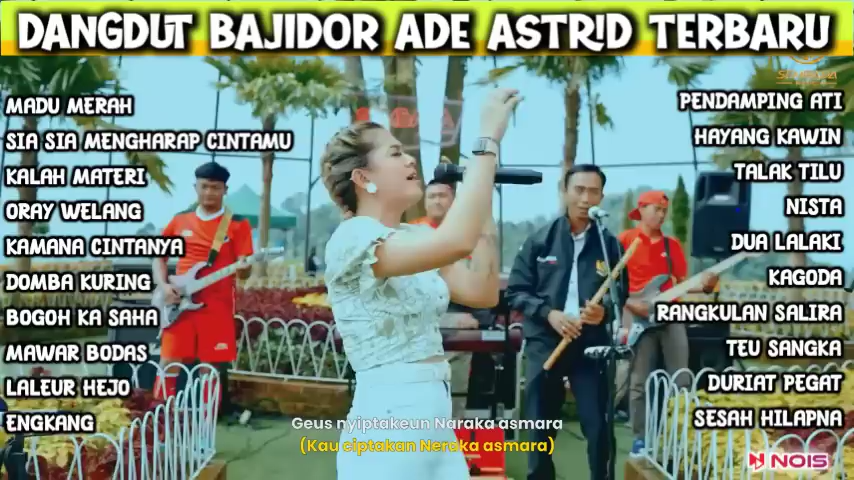 DANGDUT BAJIDOR ADE ASTRID TERBARU
MADU MERAH
SIA SIA MENGHARAP CINTAMU
KALAH MATERI
ORAY WELANG
KAMANA CINTANYA
DOMBA KURING
BOGOH KA SAHA
MAWAR BODAS
LALEUR HEJO
ENGKANG
PENDAMPING ATI
HAYANG KAWIN
TALAK TILU
NISTA
DUA LALAKI
KAGODA
RANGKULAN SALIRA
TEU SANGKA
DURIAT PEGAT
SESAH HILAPNA
Geus nyiptakeun Naraka asmara
(Kau ciptakan Neraka asmara)
NOIS